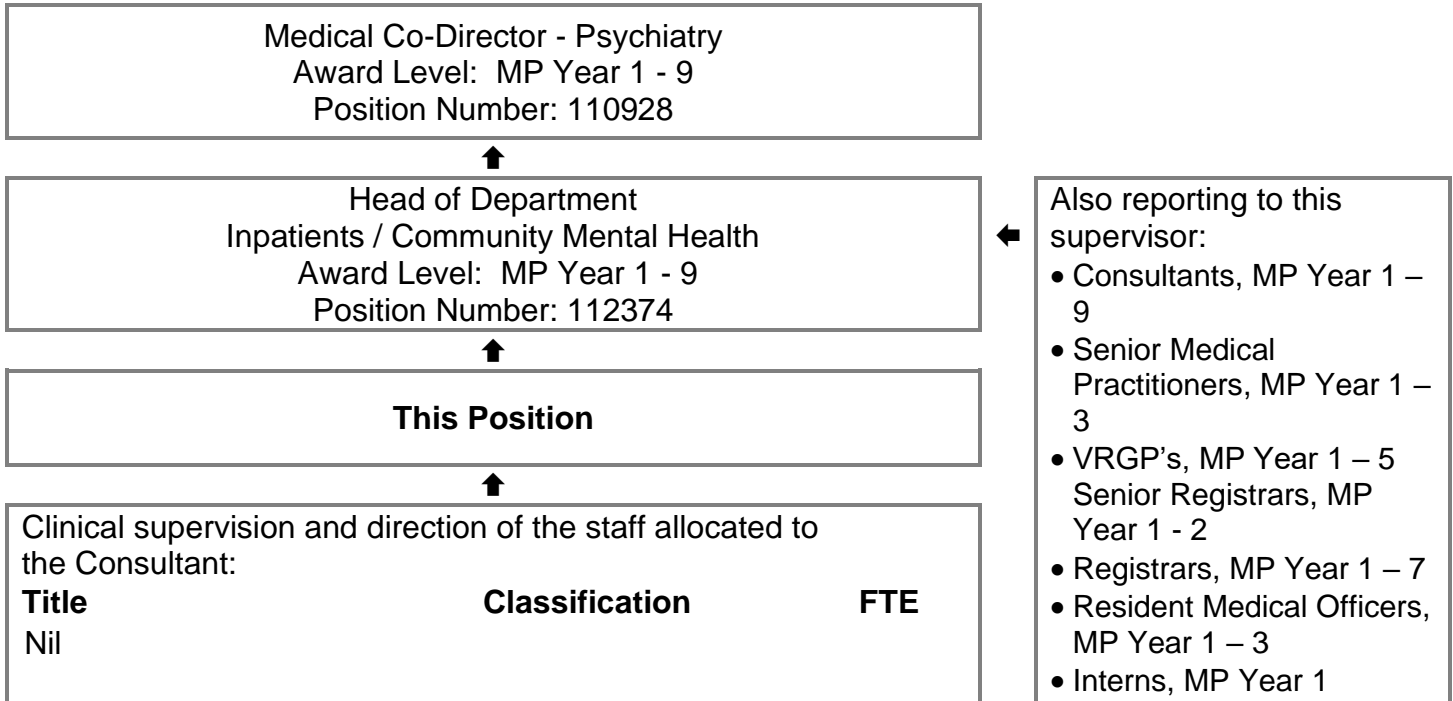 Medical Co-Director - Psychiatry
Award Level:  MP Year 1 - 9
Position Number: 110928
Head of Department
Inpatients / Community Mental Health
Award Level:  MP Year 1 - 9
Position Number: 112374
This Position
Clinical supervision and direction of the staff allocated to
the Consultant:
Title Classification FTE
Nil
Also reporting to this
supervisor:
• Consultants, MP Year 1 –
9
• Senior Medical
Practitioners, MP Year 1 –
3
• VRGP's, MP Year 1 – 5
Senior Registrars, MP
Year 1 - 2
• Registrars, MP Year 1 – 7
• Resident Medical Officers,
MP Year 1 – 3
• Interns, MP Year 1